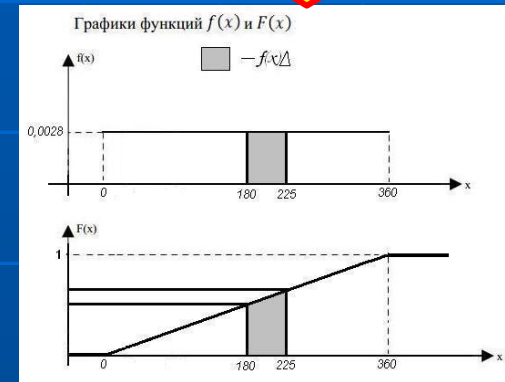 Графики функций f(x) и F(x)
f(x)
— f(x)Δ
0,0028
0 180 225 360 x
F(x)
1
0 180 225 360 x